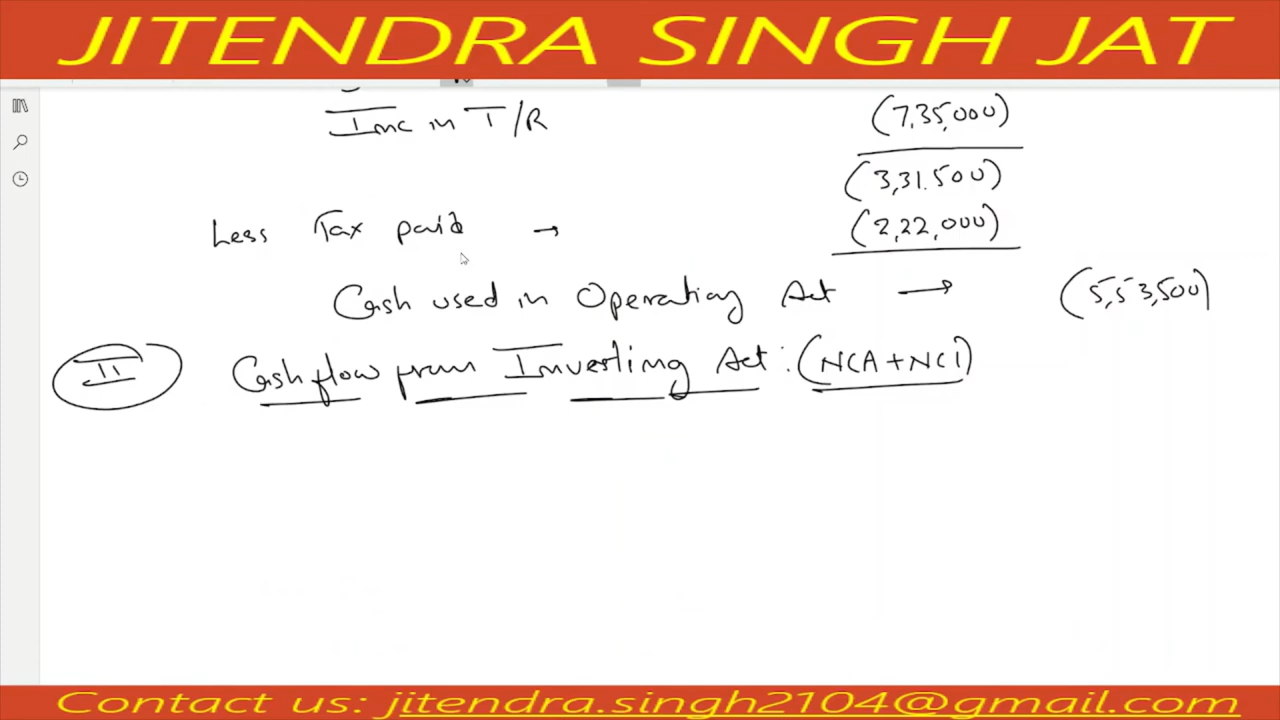 JITENDRA SINGH JAT
Inc in T/R (7,35,000)
(3,31,500)
Less Tax paid → (2,22,000)
Cash used in Operating Act → (5,53,500)
II Cash flow from Investing Act: (NCA+NCI)
Contact us: jitendra.singh2104@gmail.com